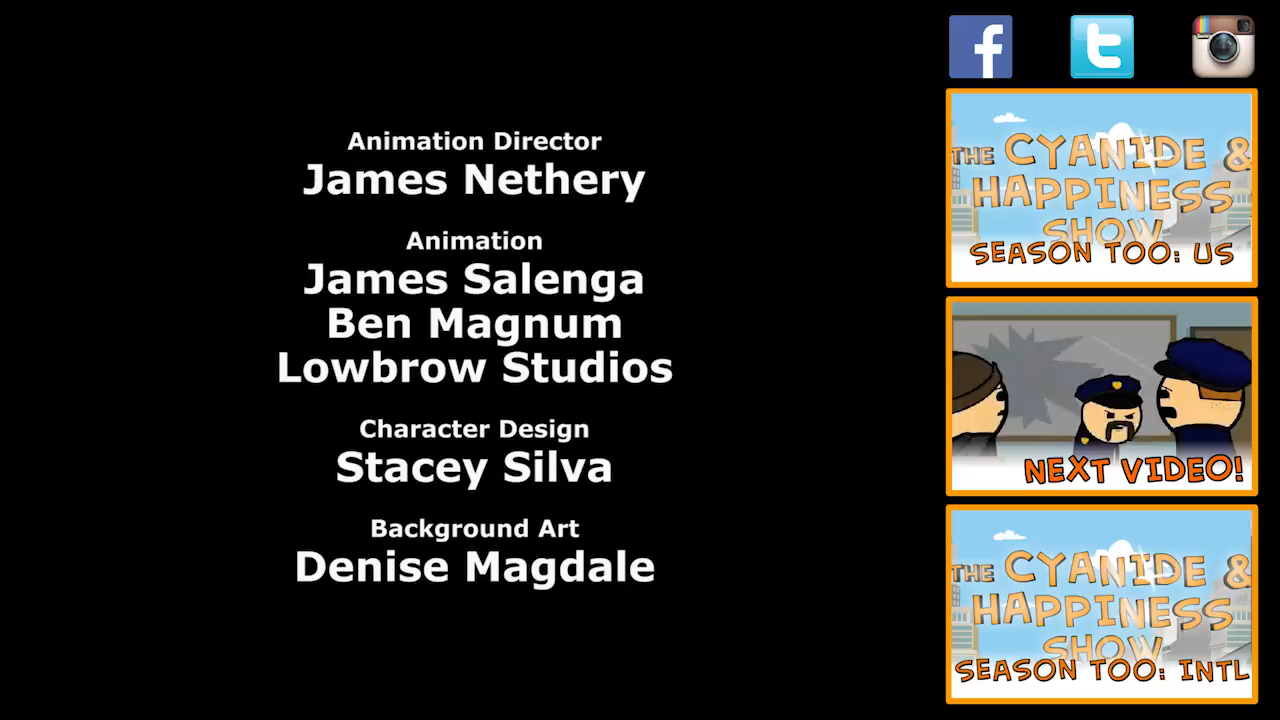 Animation Director
James Nethery
Animation
James Salenga
Ben Magnum
Lowbrow Studios
Character Design
Stacey Silva
Background Art
Denise Magdale
THE CYANIDE &
HAPPINESS
SHOW
SEASON TOO: US
NEXT VIDEO!
THE CYANIDE &
HAPPINESS
SHOW
SEASON TOO: INTL